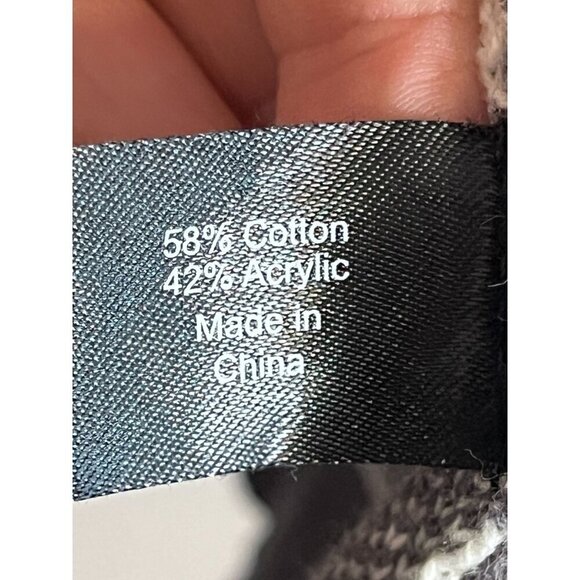 58% Cotton
42% Acrylic
Made in
China